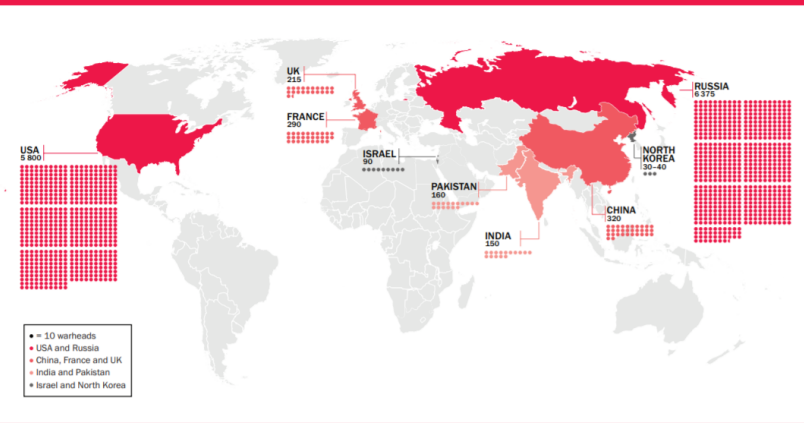 UK
215
FRANCE
290
RUSSIA
6 375
USA
5 800
ISRAEL
90
NORTH
KOREA
30–40
PAKISTAN
160
CHINA
320
INDIA
150
= 10 warheads
USA and Russia
China, France and UK
India and Pakistan
Israel and North Korea